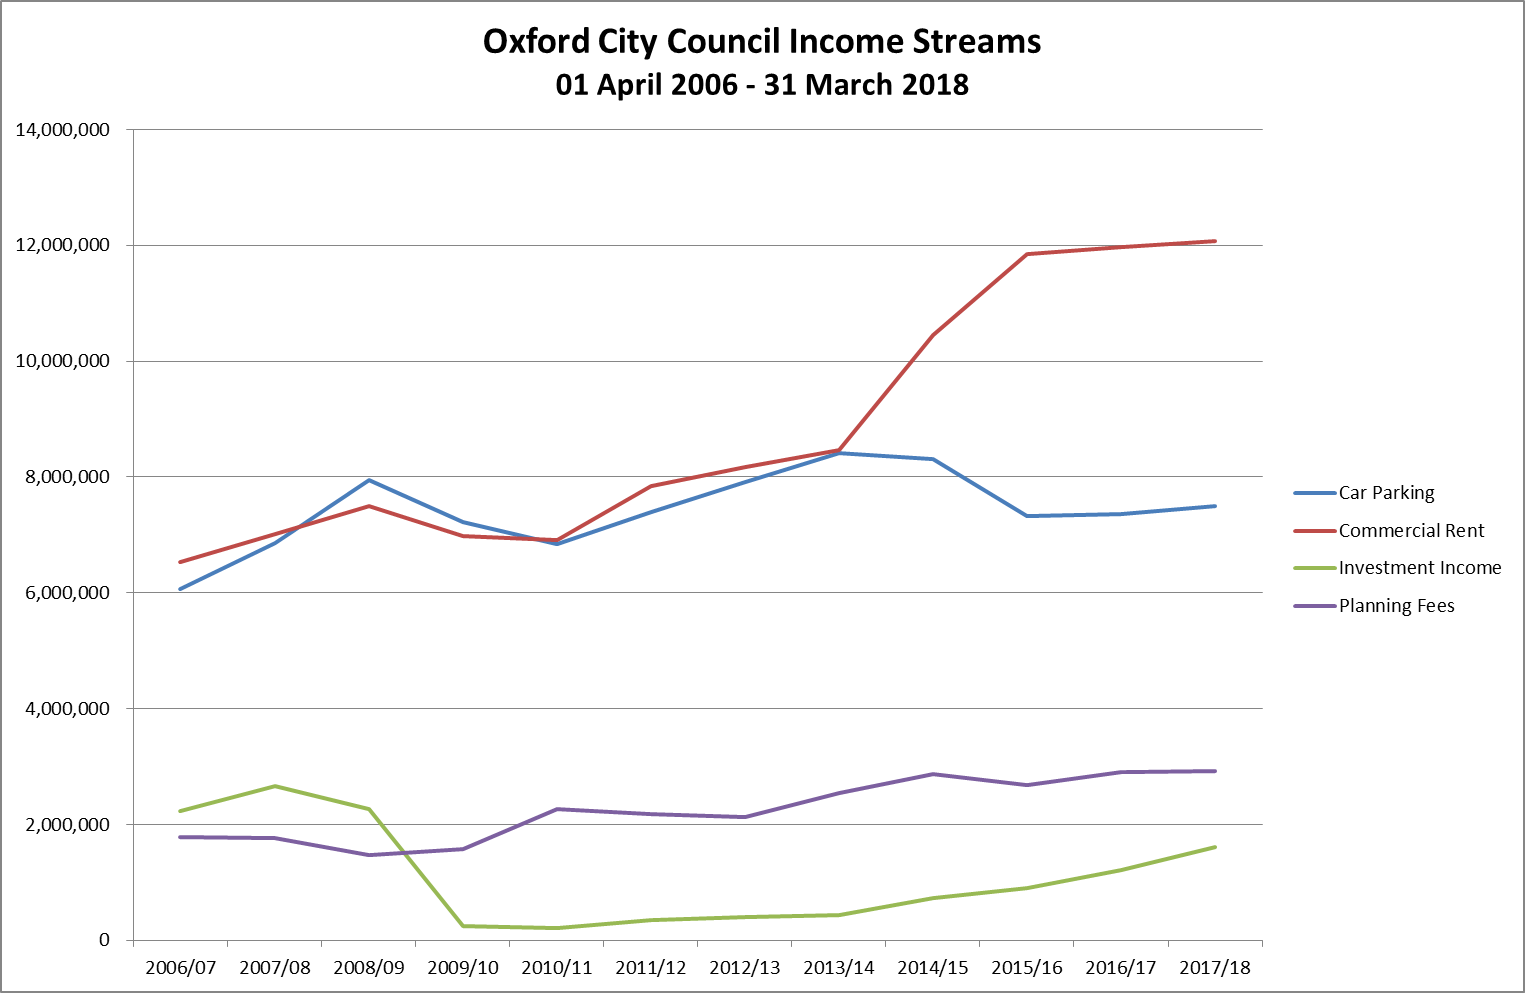 Oxford City Council Income Streams
01 April 2006 - 31 March 2018
14,000,000
12,000,000
10,000,000
8,000,000
6,000,000
4,000,000
2,000,000
0
2006/07 2007/08 2008/09 2009/10 2010/11 2011/12 2012/13 2013/14 2014/15 2015/16 2016/17 2017/18
Car Parking
Commercial Rent
Investment Income
Planning Fees